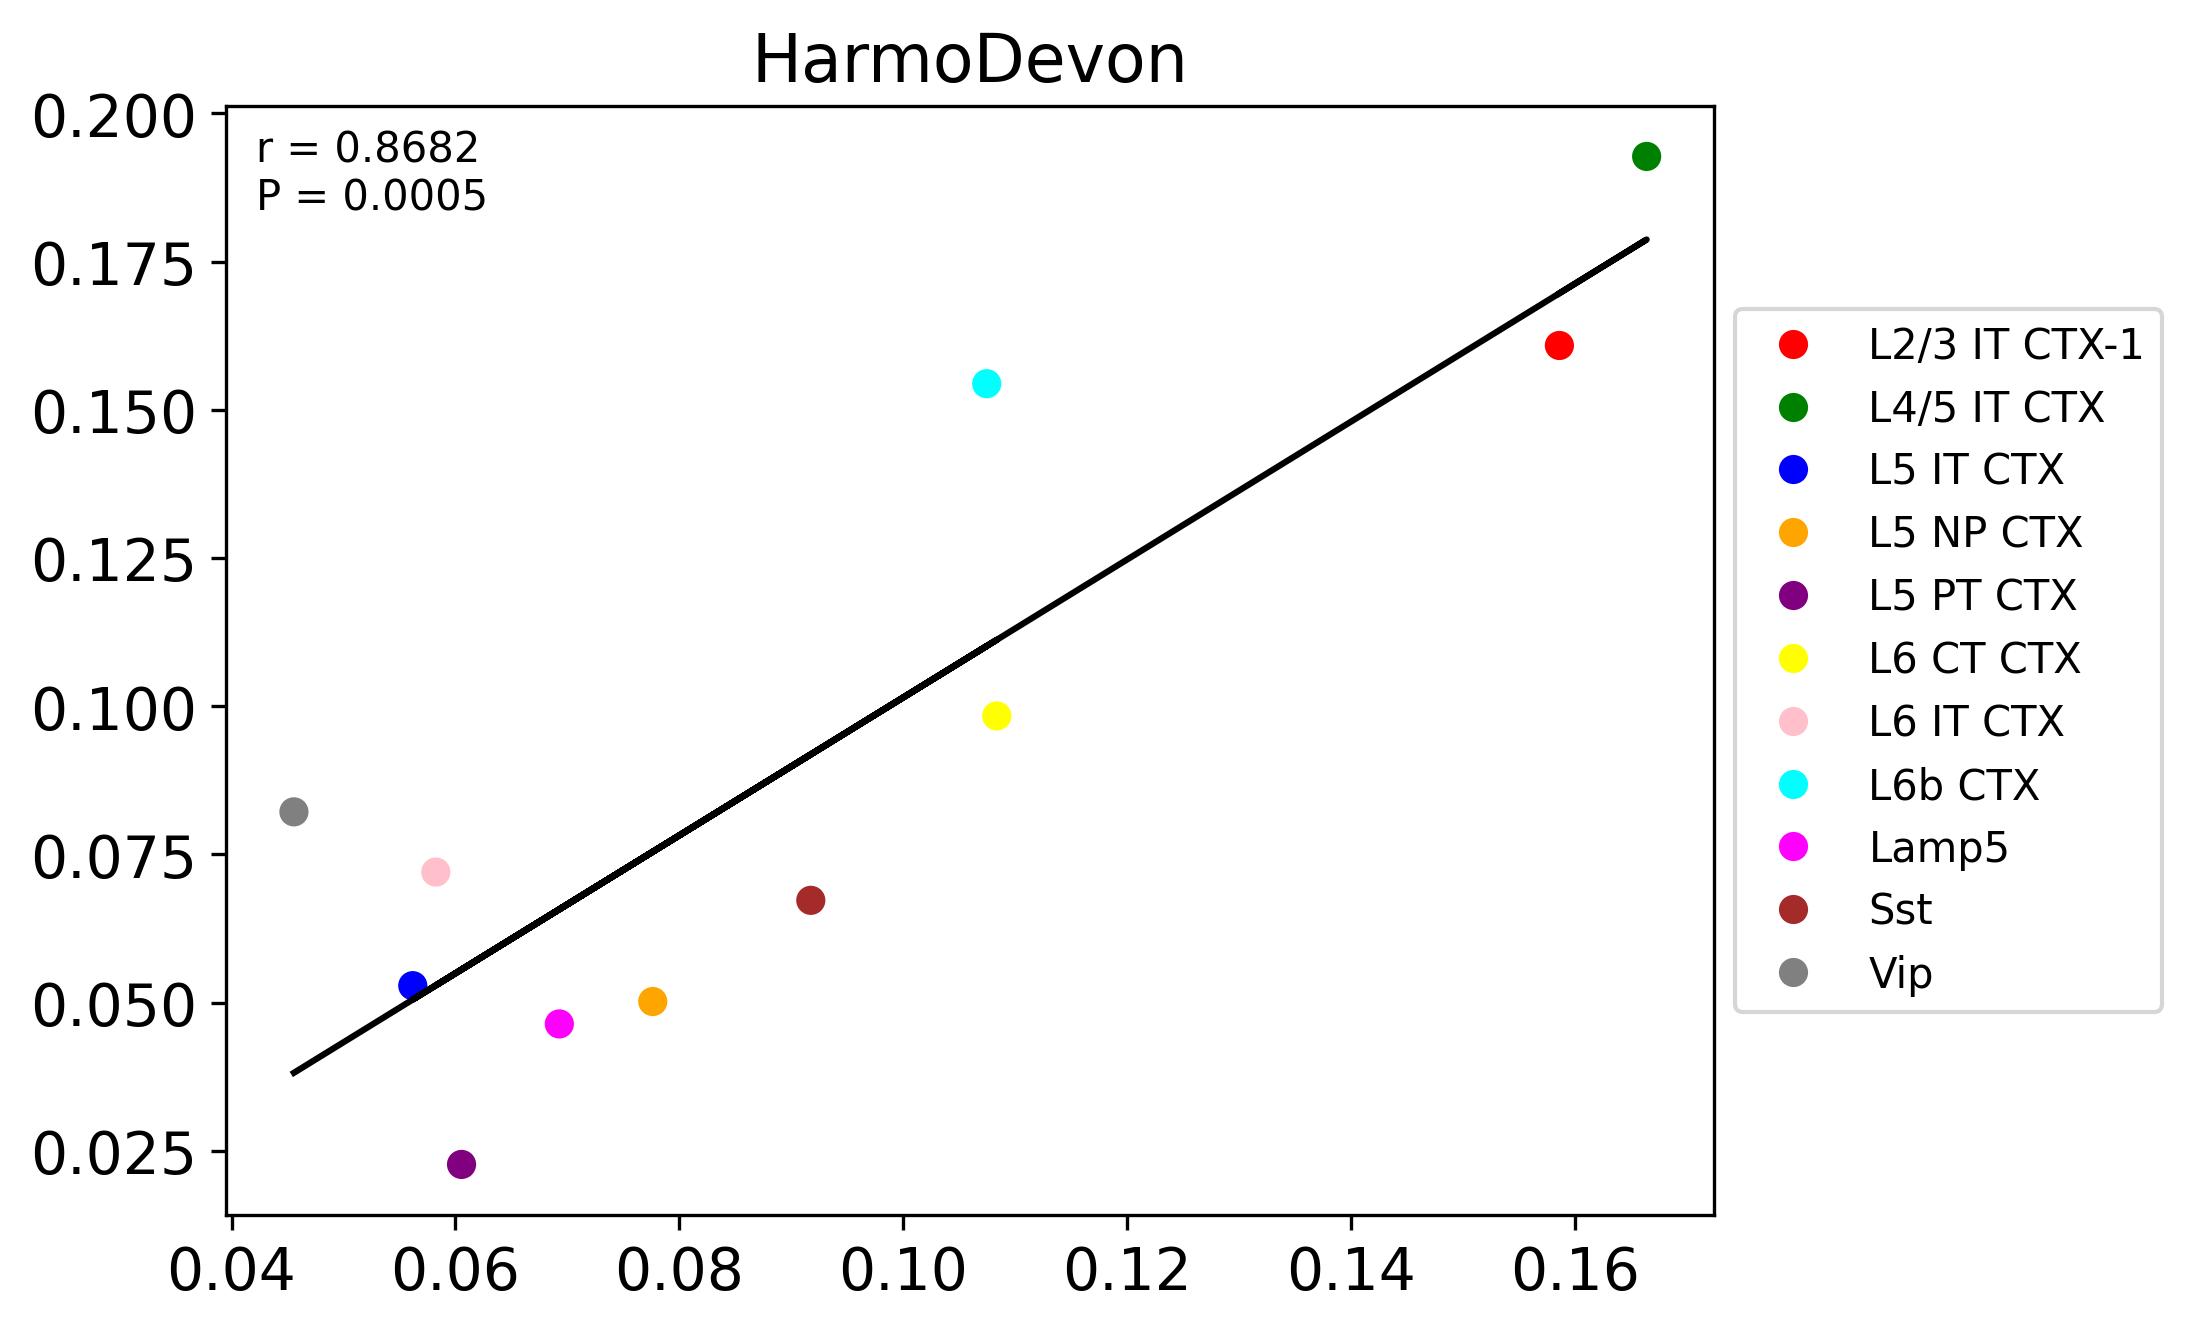 HarmoDevon
r = 0.8682
P = 0.0005
0.200
0.175
0.150
0.125
0.100
0.075
0.050
0.025
0.04 0.06 0.08 0.10 0.12 0.14 0.16
L2/3 IT CTX-1
L4/5 IT CTX
L5 IT CTX
L5 NP CTX
L5 PT CTX
L6 CT CTX
L6 IT CTX
L6b CTX
Lamp5
Sst
Vip